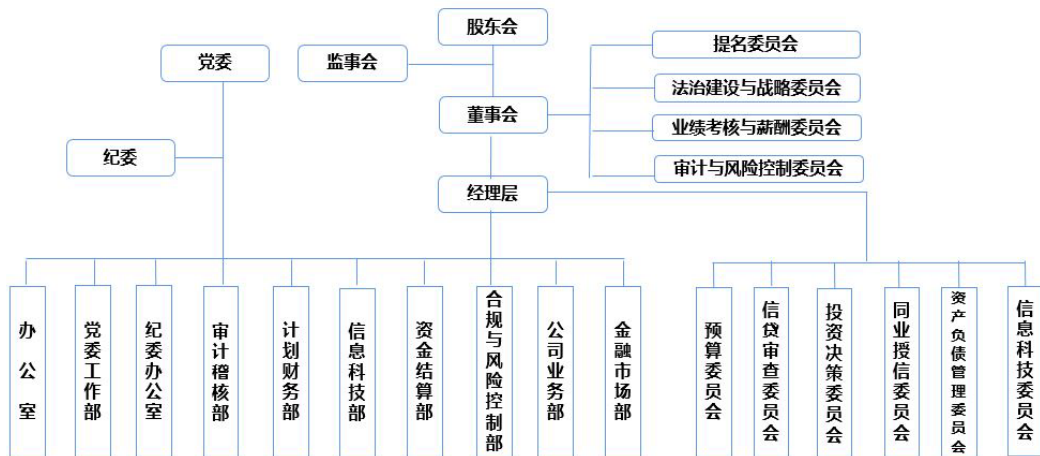 股东会
党委
监事会
提名委员会
法治建设与战略委员会
董事会
业绩考核与薪酬委员会
纪委
审计与风险控制委员会
经理层
办公室
党委工作部
纪委办公室
审计稽核部
计划财务部
信息科技部
资金结算部
合规与风险控制部
公司业务部
金融市场部
预算委员会
信贷审查委员会
投资决策委员会
同业授信委员会
资产负债管理委员会
信息科技委员会